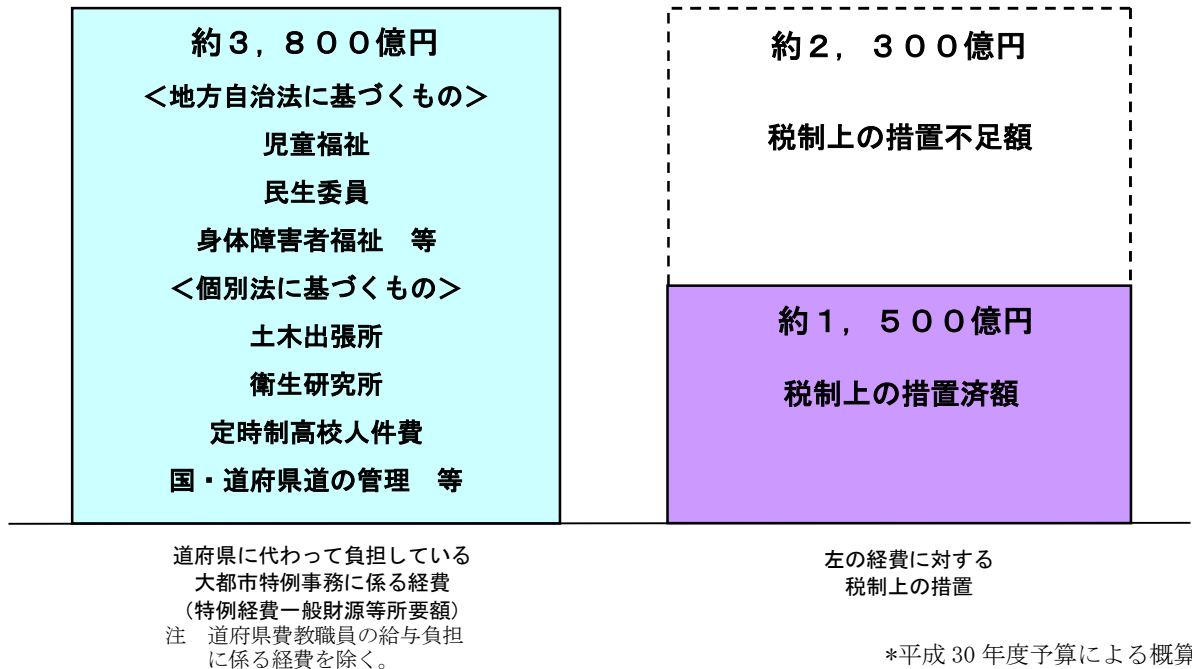 約３，８００億円
＜地方自治法に基づくもの＞
児童福祉
民生委員
身体障害者福祉　等
＜個別法に基づくもの＞
土木出張所
衛生研究所
定時制高校人件費
国・道府県道の管理　等
道府県に代わって負担している
大都市特例事務に係る経費
（特例経費一般財源等所要額）
注　道府県費教職員の給与負担
に係る経費を除く。
約２，３００億円
税制上の措置不足額
約１，５００億円
税制上の措置済額
左の経費に対する
税制上の措置
*平成 30 年度予算による概算